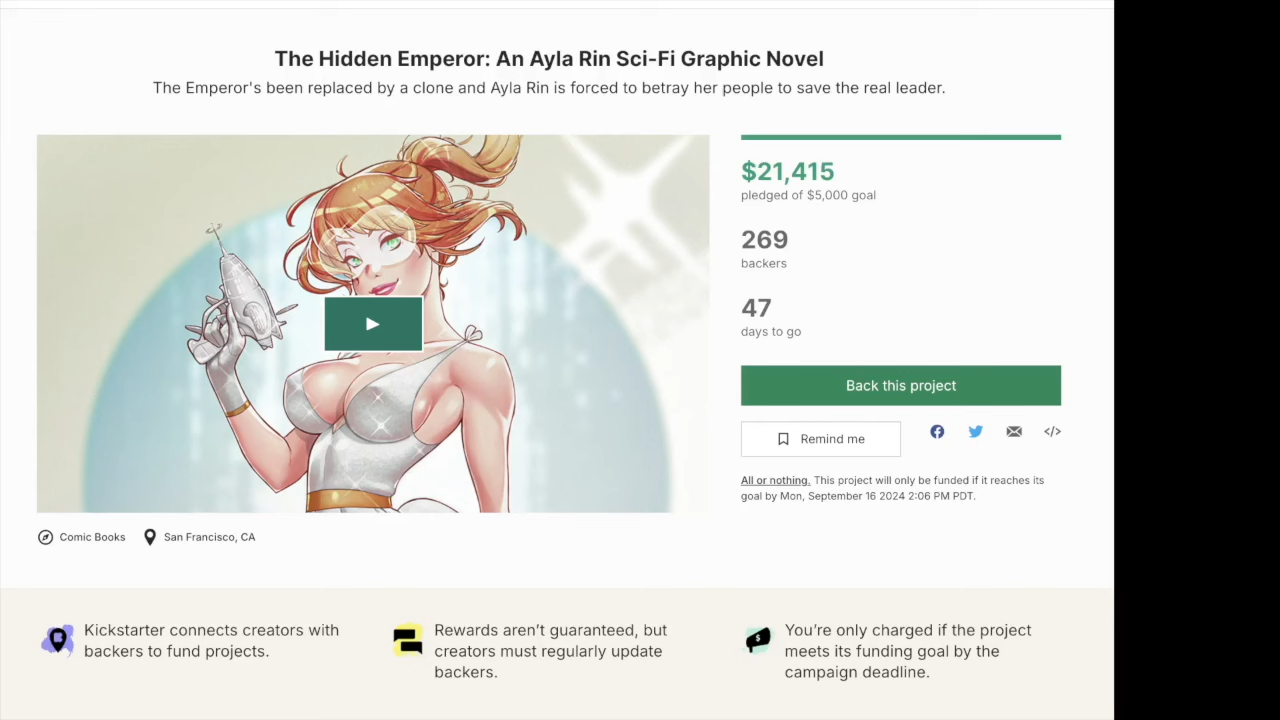 The Hidden Emperor: An Ayla Rin Sci-Fi Graphic Novel
The Emperor's been replaced by a clone and Ayla Rin is forced to betray her people to save the real leader.
$21,415
pledged of $5,000 goal
269
backers
47
days to go
Back this project
Remind me
All or nothing. This project will only be funded if it reaches its
goal by Mon, September 16 2024 2:06 PM PDT.
Comic Books
San Francisco, CA
Kickstarter connects creators with
backers to fund projects.
Rewards aren’t guaranteed, but
creators must regularly update
backers.
You’re only charged if the project
meets its funding goal by the
campaign deadline.